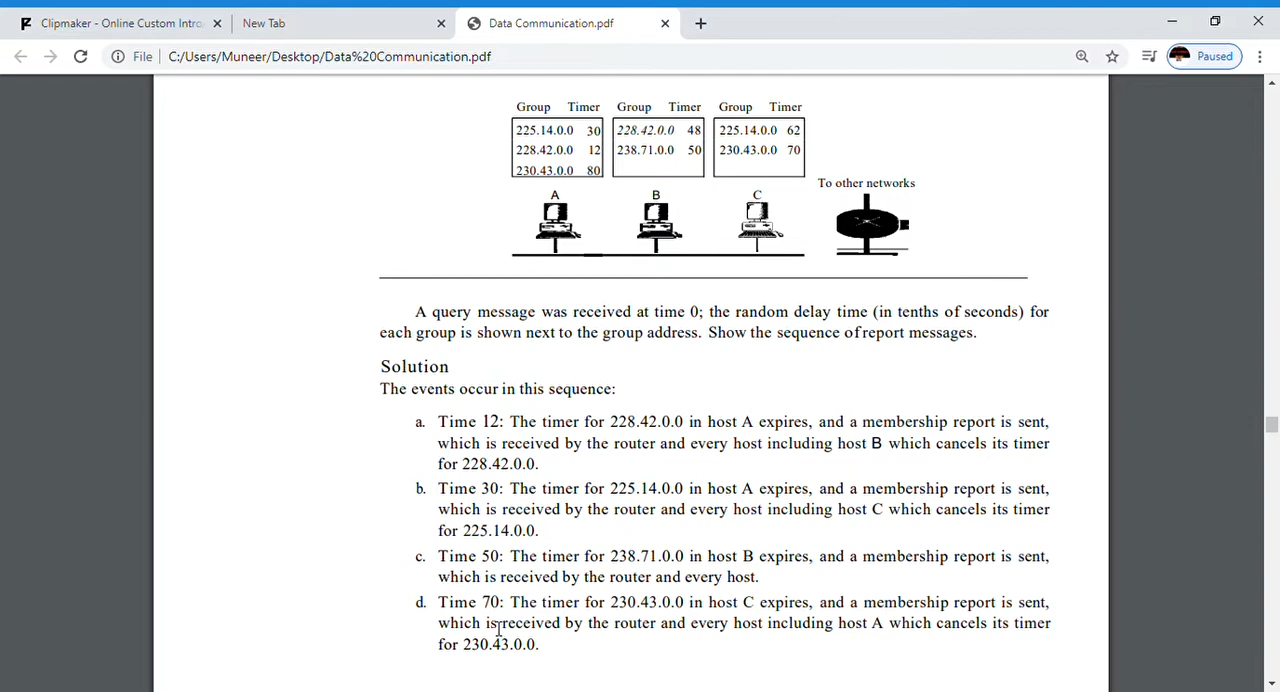 Clipmaker - Online Custom Intro
New Tab
Data Communication.pdf
File
C:/Users/Muneer/Desktop/Data%20Communication.pdf
Paused
Group Timer Group Timer Group Timer
225.14.0.0 30 228.42.0.0 48 225.14.0.0 62
228.42.0.0 12 238.71.0.0 50 230.43.0.0 70
230.43.0.0 80
To other networks
A B C
A query message was received at time 0; the random delay time (in tenths of seconds) for
each group is shown next to the group address. Show the sequence of report messages.
Solution
The events occur in this sequence:
a. Time 12: The timer for 228.42.0.0 in host A expires, and a membership report is sent,
which is received by the router and every host including host B which cancels its timer
for 228.42.0.0.
b. Time 30: The timer for 225.14.0.0 in host A expires, and a membership report is sent,
which is received by the router and every host including host C which cancels its timer
for 225.14.0.0.
c. Time 50: The timer for 238.71.0.0 in host B expires, and a membership report is sent,
which is received by the router and every host.
d. Time 70: The timer for 230.43.0.0 in host C expires, and a membership report is sent,
which is received by the router and every host including host A which cancels its timer
for 230.43.0.0.